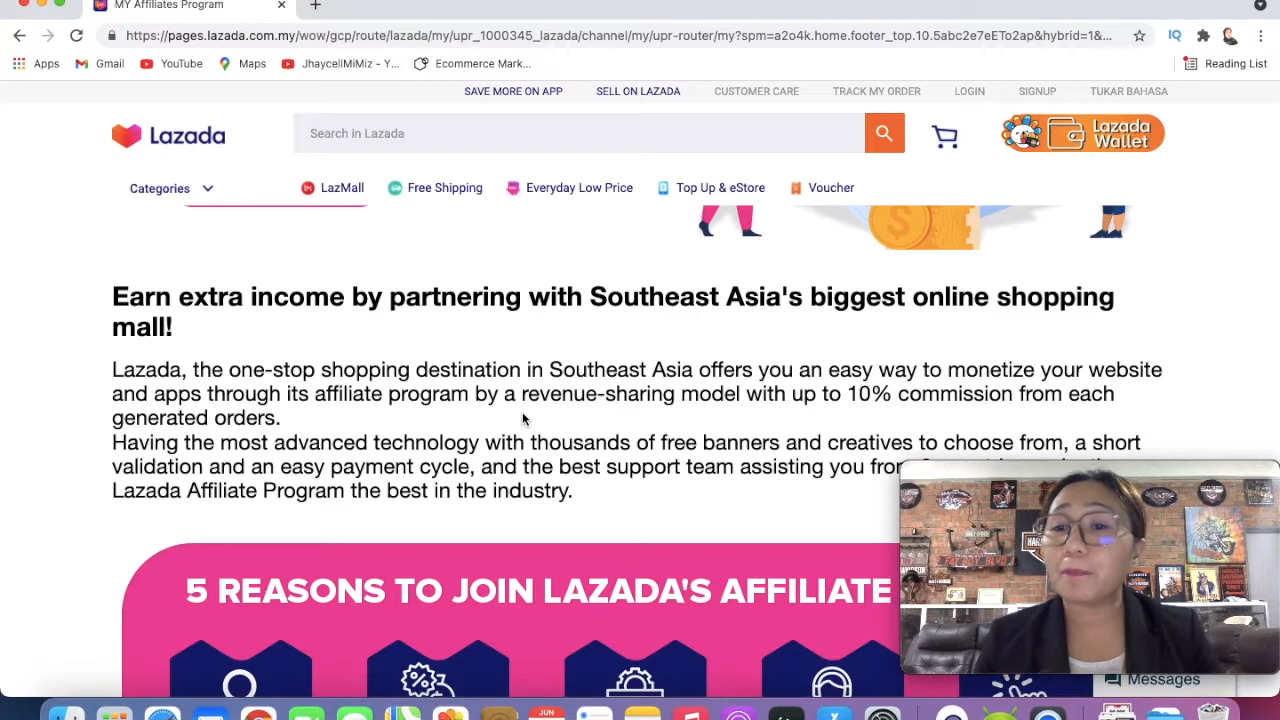 MY Affiliates Program
https://pages.lazada.com.my/wow/gcp/route/lazada/my/upr_1000345_lazada/channel/my/upr-router/my?spm=a2o4k.home.footer_top.10.5abc2e7eETo2ap&hybrid=1&...
Apps Gmail YouTube Maps JhaycellMiMiz - Y... Ecommerce Mark... Reading List
SAVE MORE ON APP SELL ON LAZADA CUSTOMER CARE TRACK MY ORDER LOGIN SIGNUP TUKAR BAHASA
Lazada Search in Lazada Lazada
Wallet
Categories LazMall Free Shipping Everyday Low Price Top Up & eStore Voucher
Earn extra income by partnering with Southeast Asia's biggest online shopping
mall!
Lazada, the one-stop shopping destination in Southeast Asia offers you an easy way to monetize your website
and apps through its affiliate program by a revenue-sharing model with up to 10% commission from each
generated orders.
Having the most advanced technology with thousands of free banners and creatives to choose from, a short
validation and an easy payment cycle, and the best support team assisting you from
Lazada Affiliate Program the best in the industry.
5 REASONS TO JOIN LAZADA'S AFFILIATE
Messages
JUN